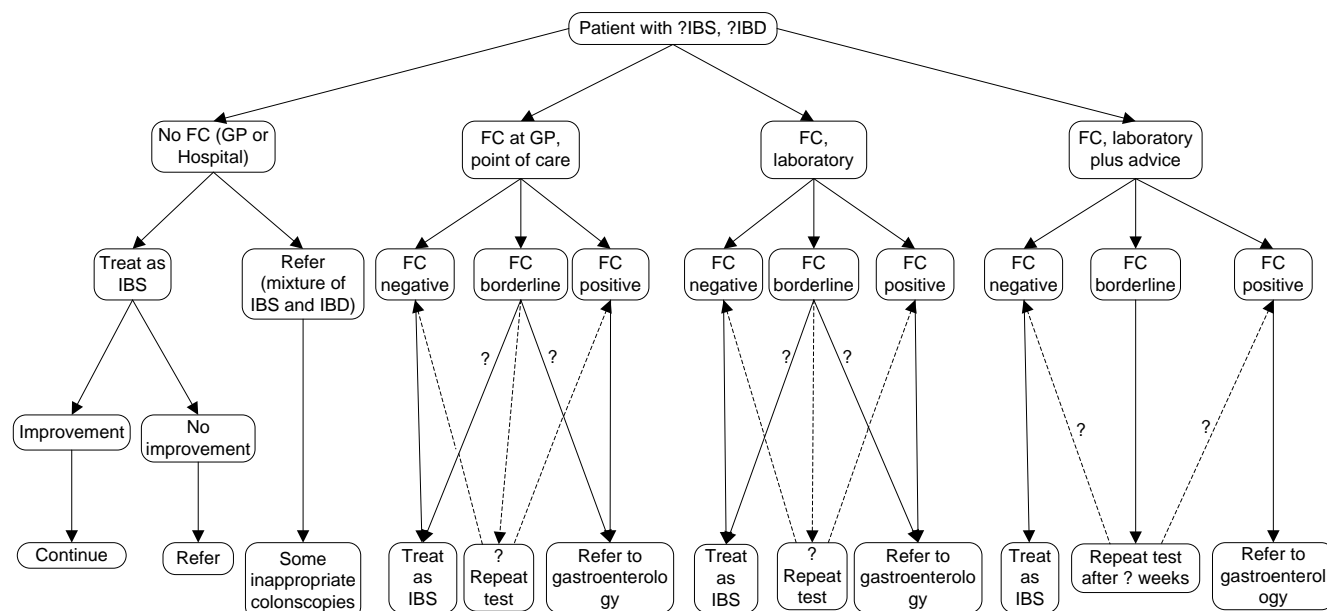 Patient with ?IBS, ?IBD
No FC (GP or
Hospital)
FC at GP,
point of care
FC,
laboratory
FC, laboratory
plus advice
Treat as
IBS
Refer
(mixture of
IBS and IBD)
FC
negative
FC
borderline
FC
positive
FC
negative
FC
borderline
FC
positive
FC
negative
FC
borderline
FC
positive
?
?
?
?
?
?
Improvement
No
improvement
Continue
Refer
Some
inappropriate
colonscopies
Treat
as IBS
?
Repeat
test
Refer to
gastroenterolo
gy
Treat
as
IBS
?
Repeat
test
Refer to
gastroenterolo
gy
Treat
as
IBS
Repeat test
after ? weeks
Refer to
gastroenter
ology